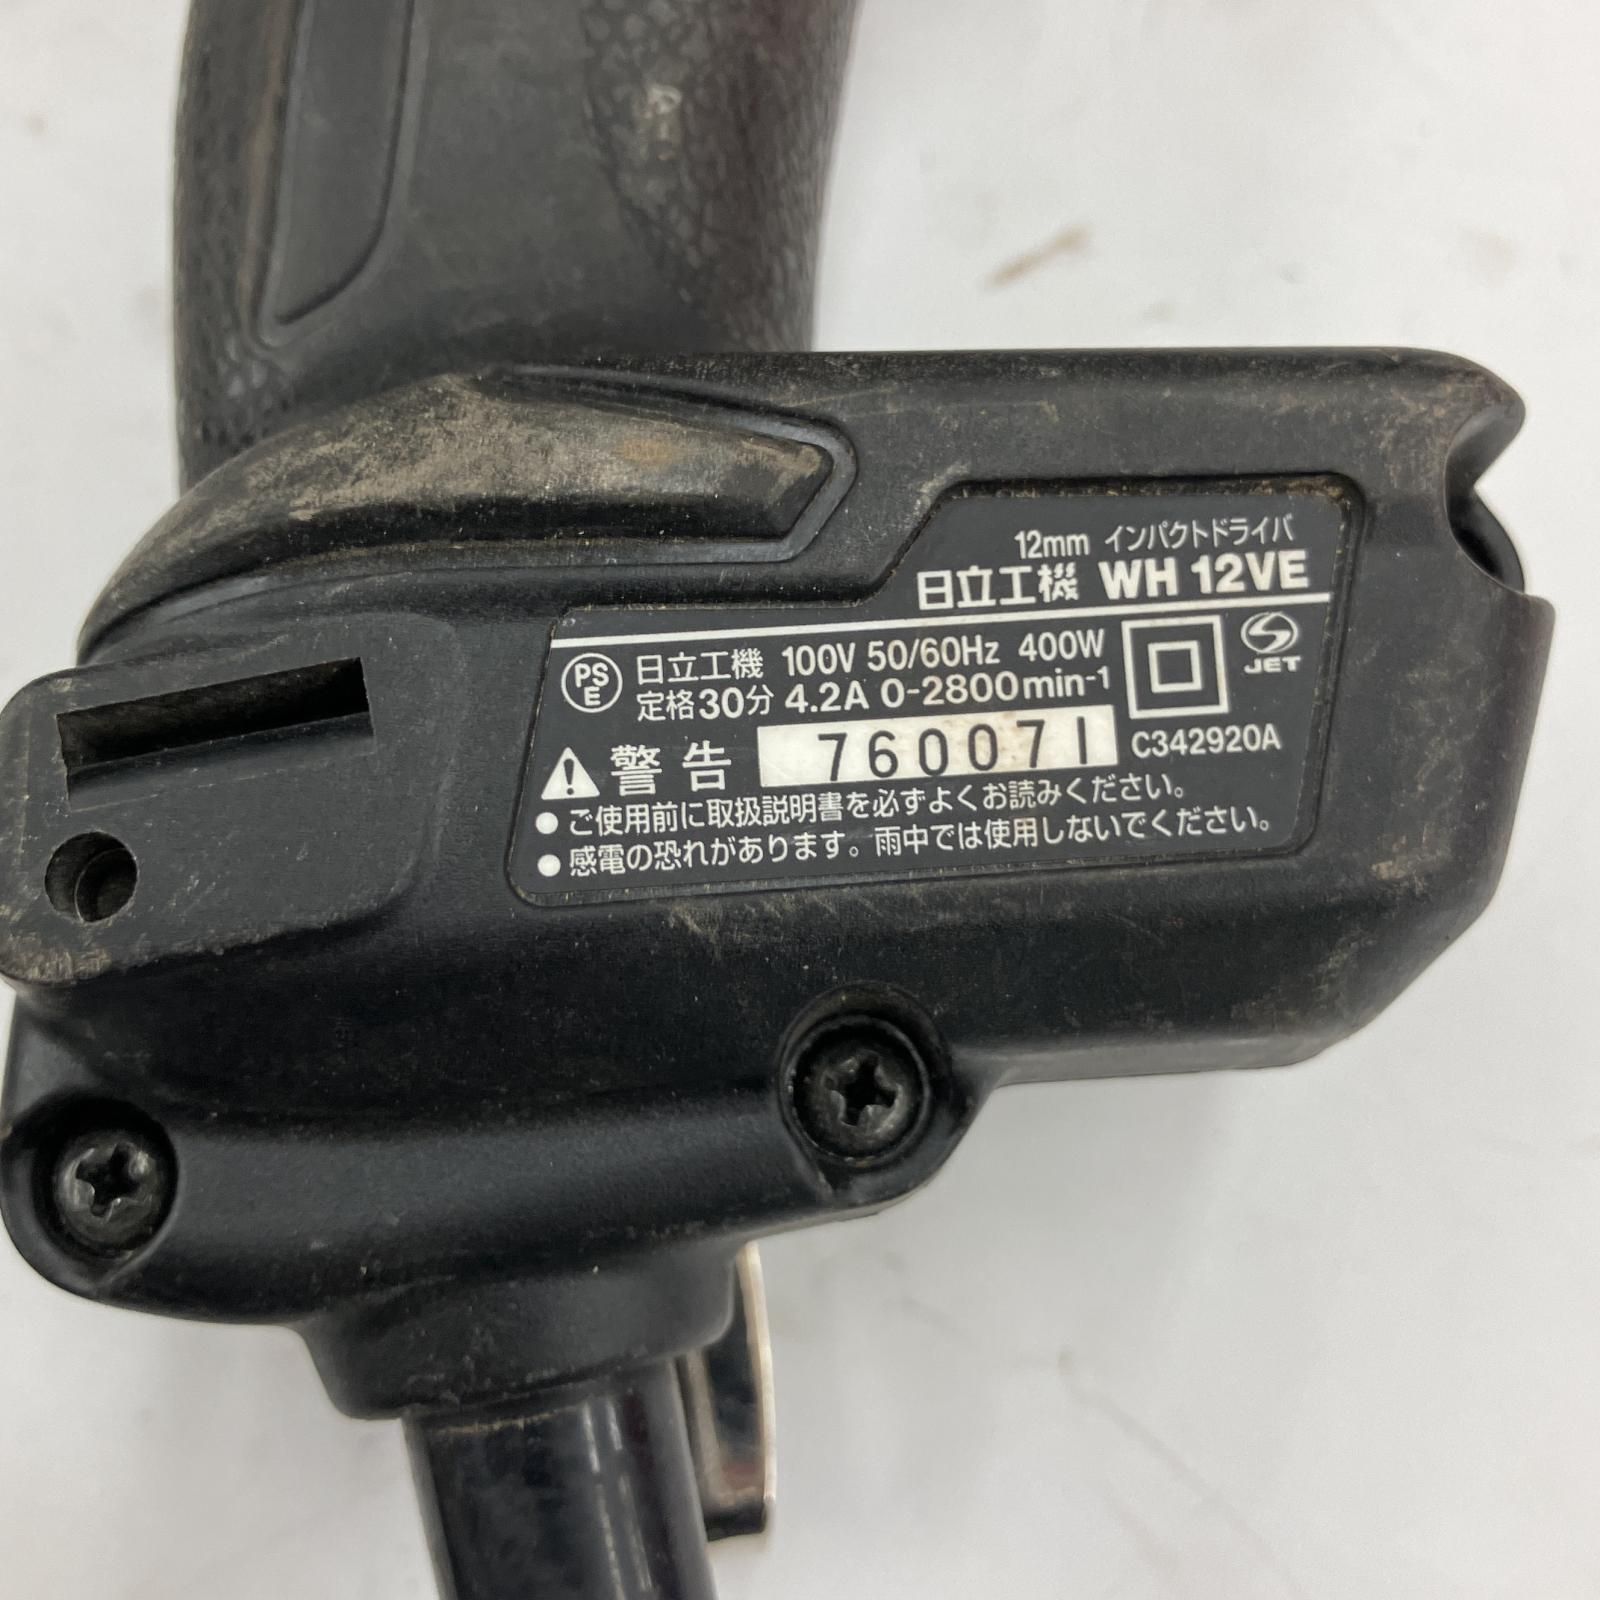 12mm インパクトドライバ
日立工機 WH 12VE
PSE 日立工機 100V 50/60Hz 400W
定格30分 4.2A 0-2800min-1
JET
警告 760071 C342920A
● ご使用前に取扱説明書を必ずよくお読みください。
● 感電の恐れがあります。雨中では使用しないでください。